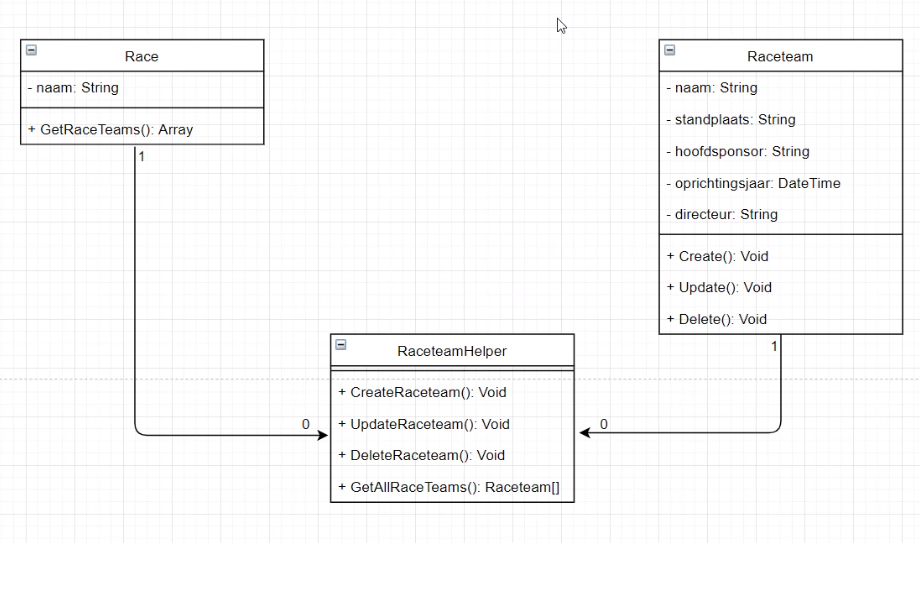 Race
- naam: String
+ GetRaceTeams(): Array
1
Raceteam
- naam: String
- standplaats: String
- hoofdsponsor: String
- oprichtingsjaar: DateTime
- directeur: String
+ Create(): Void
+ Update(): Void
+ Delete(): Void
1
RaceteamHelper
+ CreateRaceteam(): Void
+ UpdateRaceteam(): Void
+ DeleteRaceteam(): Void
+ GetAllRaceTeams(): Raceteam[]
0
0